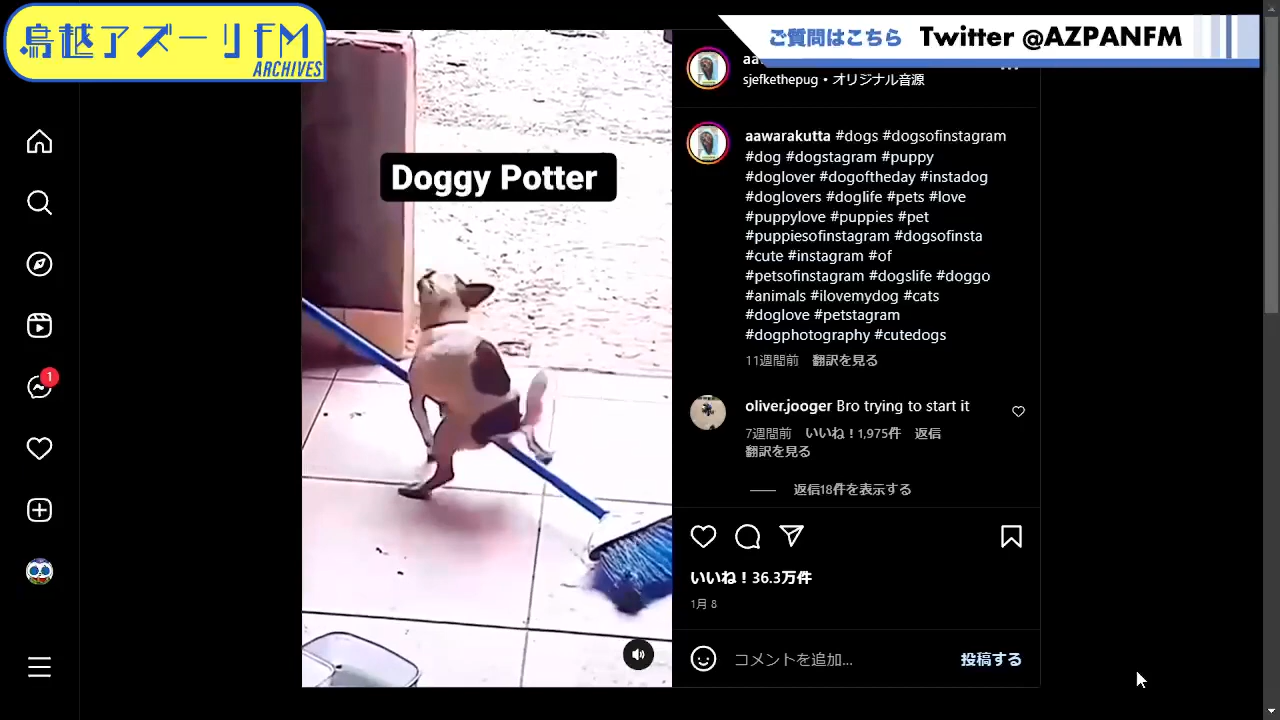 鳥越アズーリFM
ARCHIVES
ご質問はこちら Twitter @AZPANFM
sjefkethepug • オリジナル音源
Doggy Potter
aawarakutta #dogs #dogsofinstagram
#dog #dogstagram #puppy
#doglover #dogoftheday #instadog
#doglovers #doglife #pets #love
#puppylove #puppies #pet
#puppiesofinstagram #dogsofinsta
#cute #instagram #of
#petsofinstagram #dogslife #doggo
#animals #ilovemydog #cats
#doglove #petstagram
#dogphotography #cutedogs
11週間前 翻訳を見る
1
oliver.jooger Bro trying to start it
7週間前 いいね！1,975件 返信
翻訳を見る
返信18件を表示する
いいね！36.3万件
1月 8
コメントを追加... 投稿する